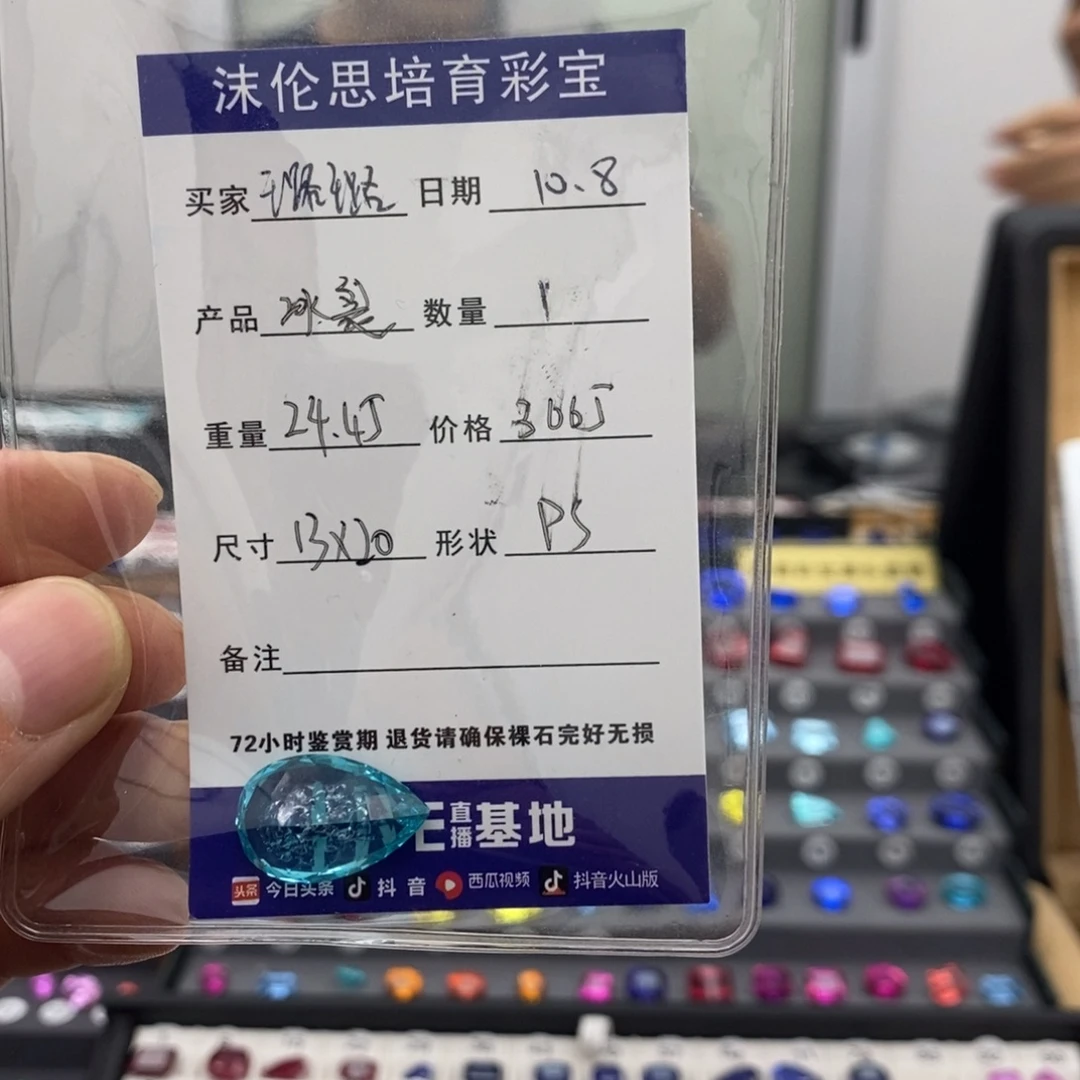 沫伦思培育彩宝
买家 日期 10.8
产品 冰裂 数量 1
重量 24.45 价格 3665
尺寸 13X20 形状 PS
备注
72小时鉴赏期 退货请确保裸石完好无损
直播基地
头条 今日头条 抖音 西瓜视频 抖音火山版